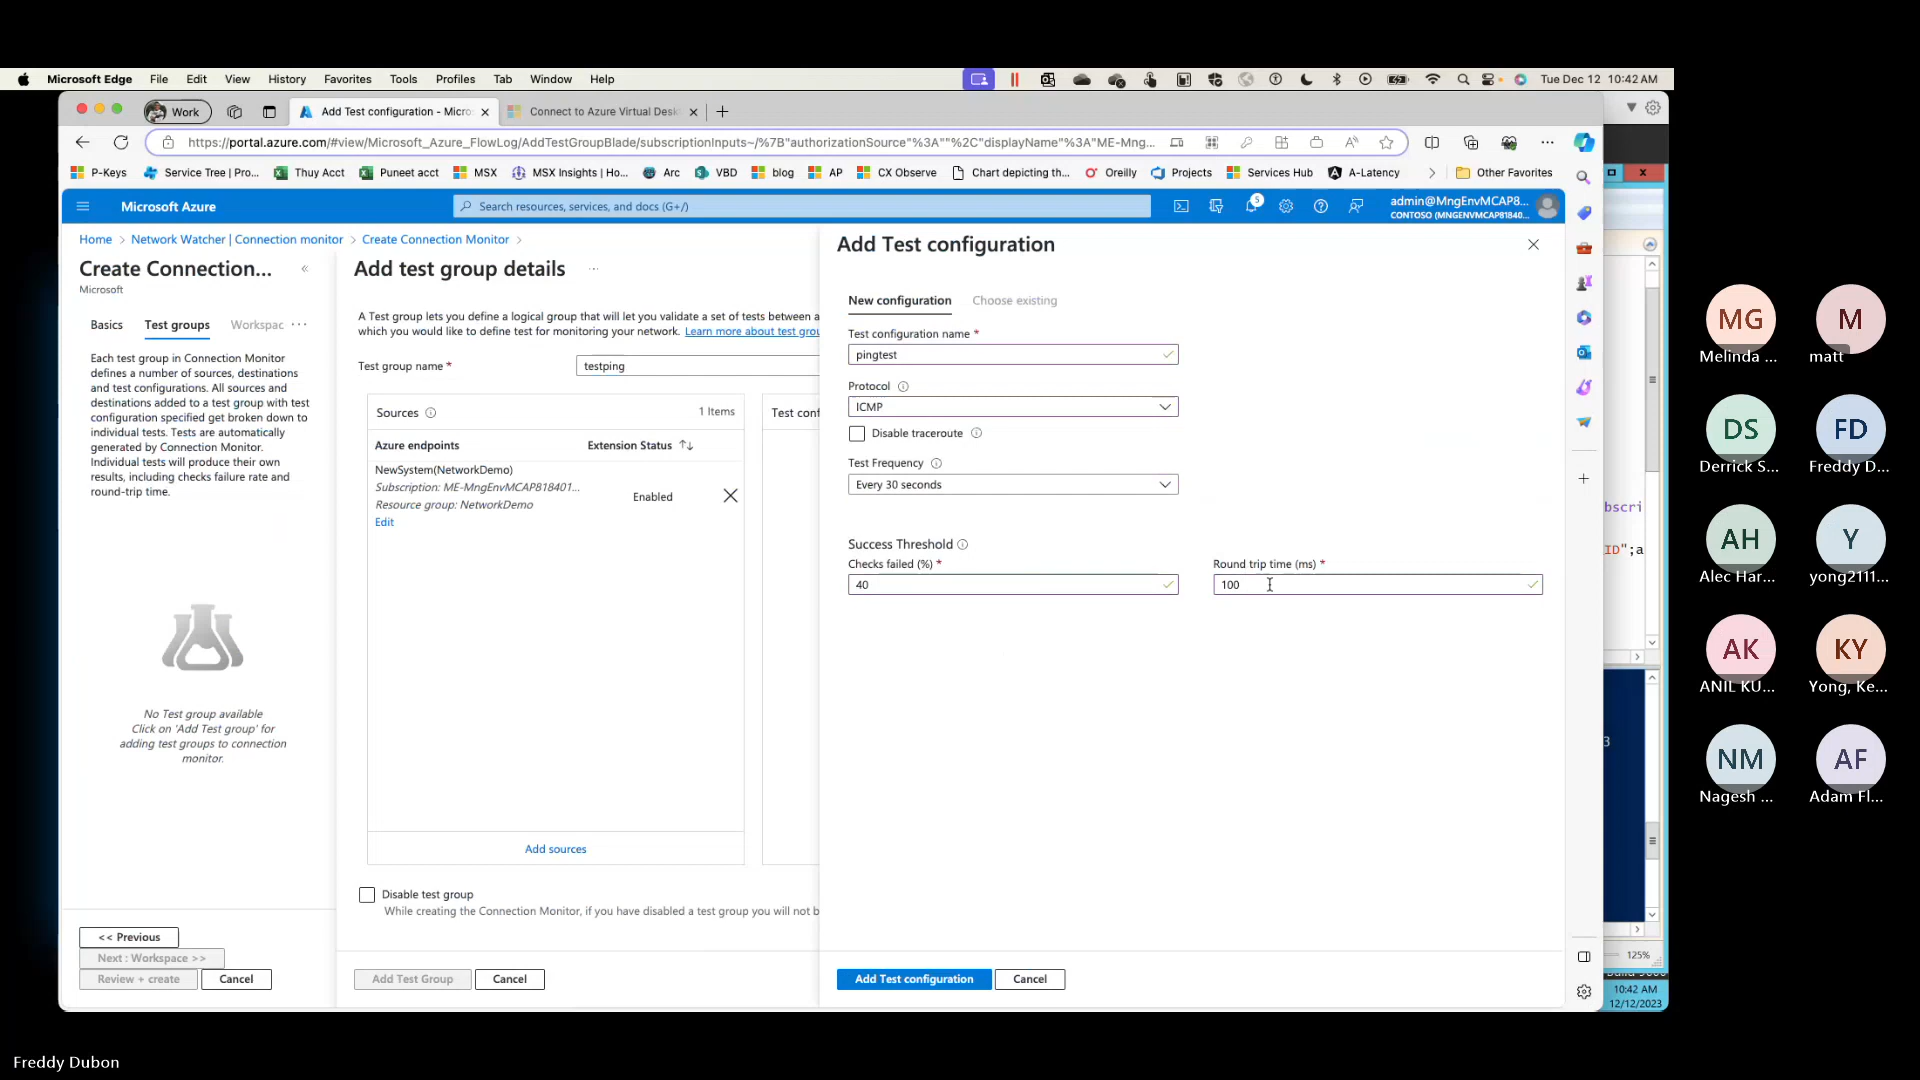 Microsoft Edge File Edit View History Favorites Tools Tab Window Help Tue Dec 12 10:42 AM
Work Add Test configuration - Micro: Connect to Azure Virtual Desk
https://portal.azure.com/#view/Microsoft_Azure_FlowLog/AddTestGroupBlade/subscriptionInputs~/%7B"authorizationSource"%3A""%2C"displayName"%3A"ME-Mng...
P-Keys Service Tree | Pro... Thuy Acct Puneet acct MSX MSX Insights | Ho... Arc VBD blog AP CX Observe Chart depicting th... Oreilly Projects Services Hub A-Latency Other Favorites
Microsoft Azure
Search resources, services, and docs (G+/)
5
admin@MngEnvMCAP8...
CONTOSO (MNGENVMCAP81840...
Home > Network Watcher | Connection monitor > Create Connection Monitor >
Create Connection...
Microsoft
Basics Test groups Workspac ...
Each test group in Connection Monitor
defines a number of sources, destinations
and test configurations. All sources and
destinations added to a test group with test
configuration specified get broken down to
individual tests. Tests are automatically
generated by Connection Monitor.
Individual tests will produce their own
results, including checks failure rate and
round-trip time.
No Test group available
Click on 'Add Test group' for
adding test groups to connection
monitor.
<< Previous
Next : Workspace >>
Review + create Cancel
Add test group details ...
A Test group lets you define a logical group that will let you validate a set of tests between a
which you would like to define test for monitoring your network. Learn more about test grou
Test group name * testping
Sources 1 Items
Azure endpoints Extension Status
NewSystem(NetworkDemo)
Subscription: ME-MngEnvMCAP818401...
Enabled
Resource group: NetworkDemo
Edit
Add sources
Test conf
Disable test group
While creating the Connection Monitor, if you have disabled a test group you will not b
Add Test Group Cancel
Add Test configuration
New configuration Choose existing
Test configuration name *
pingtest
Protocol
ICMP
Disable traceroute
Test Frequency
Every 30 seconds
Success Threshold
Checks failed (%) * Round trip time (ms) *
40 100
Add Test configuration Cancel
bscri
ID";a
3
125%
10:42 AM
12/12/2023
MG
Melinda ...
M
matt
DS
Derrick S...
FD
Freddy D...
AH
Alec Har...
Y
yong2111...
AK
ANIL KU...
KY
Yong, Ke...
NM
Nagesh ...
AF
Adam Fl...
Freddy Dubon